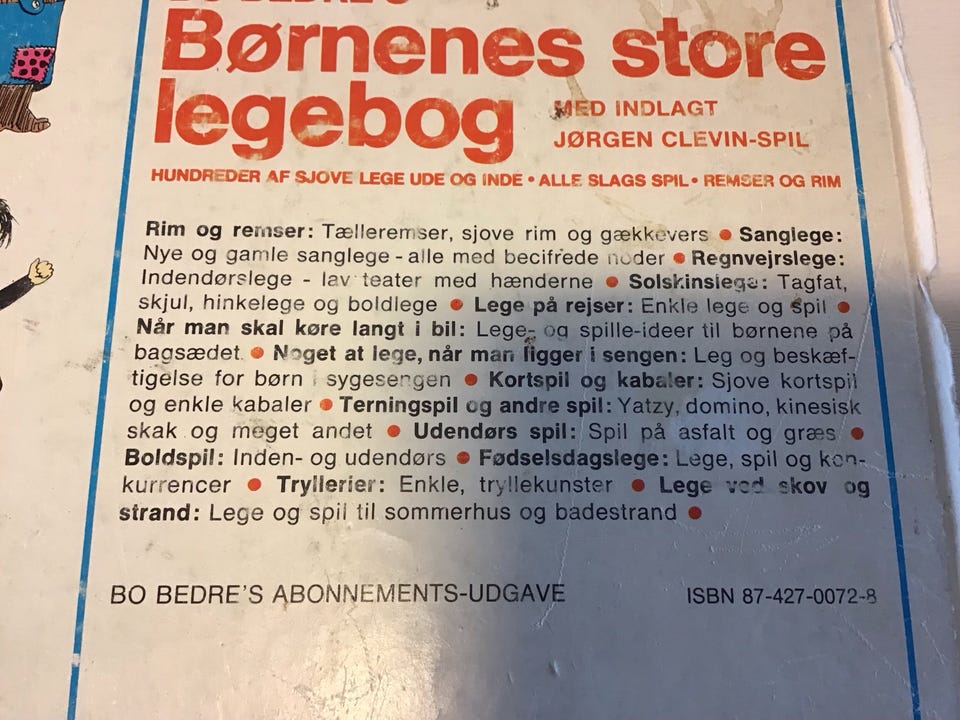 BO BEDRE'S
Børnenes store
legebog
MED INDLAGT
JØRGEN CLEVIN-SPIL
HUNDREDER AF SJOVE LEGE UDE OG INDE • ALLE SLAGS SPIL • REMSER OG RIM
Rim og remser: Tælleremser, sjove rim og gækkevers ● Sanglege:
Nye og gamle sanglege - alle med becifrede noder ● Regnvejrslege:
Indendørslege - lav teater med hænderne ● Solskinslege: Tagfat,
skjul, hinkelege og boldlege ● Lege på rejser: Enkle lege og spil ●
Når man skal køre langt i bil: Lege- og spille-ideer til børnene på
bagsædet ● Noget at lege, når man ligger i sengen: Leg og beskæf-
tigelse for børn i sygesengen ● Kortspil og kabaler: Sjove kortspil
og enkle kabaler ● Terningspil og andre spil: Yatzy, domino, kinesisk
skak og meget andet ● Udendørs spil: Spil på asfalt og græs ●
Boldspil: Inden- og udendørs ● Fødselsdagslege: Lege, spil og kon-
kurrencer ● Tryllerier: Enkle, tryllekunster ● Lege ved skov og
strand: Lege og spil til sommerhus og badestrand ●
BO BEDRE'S ABONNEMENTS-UDGAVE
ISBN 87-427-0072-8